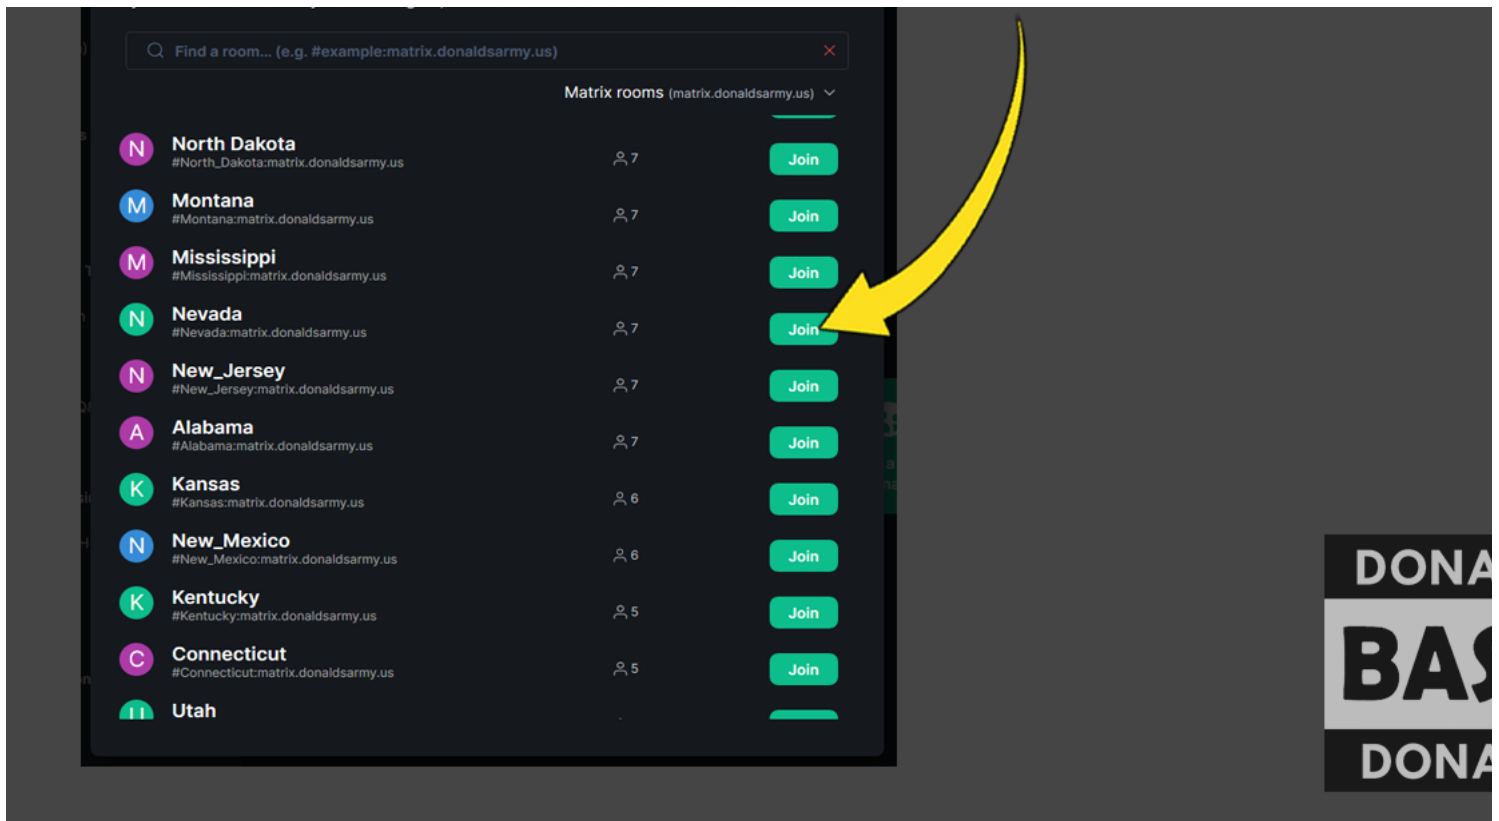 Find a room... (e.g. #example:matrix.donaldsarmy.us)
Matrix rooms (matrix.donaldsarmy.us)
North Dakota
#North_Dakota:matrix.donaldsarmy.us
7
Join
Montana
#Montana:matrix.donaldsarmy.us
7
Join
Mississippi
#Mississippi:matrix.donaldsarmy.us
7
Join
Nevada
#Nevada:matrix.donaldsarmy.us
7
Join
New_Jersey
#New_Jersey:matrix.donaldsarmy.us
7
Join
Alabama
#Alabama:matrix.donaldsarmy.us
7
Join
Kansas
#Kansas:matrix.donaldsarmy.us
6
Join
New_Mexico
#New_Mexico:matrix.donaldsarmy.us
6
Join
Kentucky
#Kentucky:matrix.donaldsarmy.us
5
Join
Connecticut
#Connecticut:matrix.donaldsarmy.us
5
Join
Utah
DONA
BAS
DONA